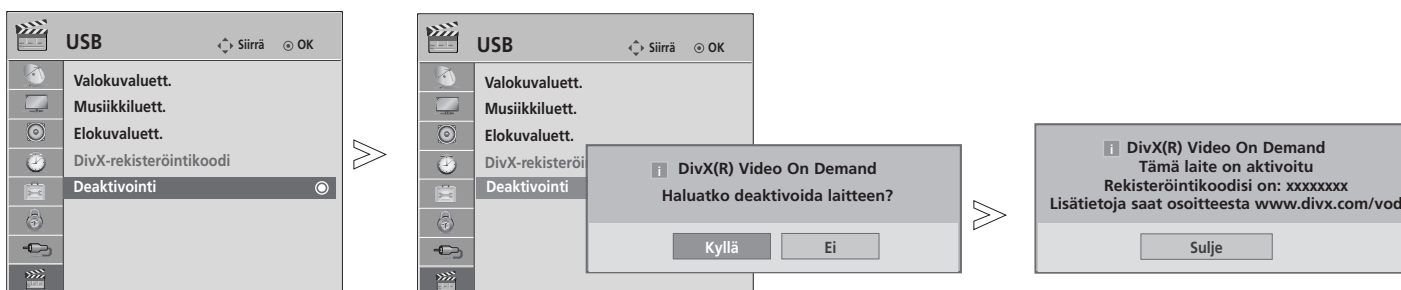 USB Siirrä OK
Valokuvaluett.
Musiikkiluett.
Elokuvaluett.
DivX-rekisteröintikoodi
Deaktivointi
USB Siirrä OK
Valokuvaluett.
Musiikkiluett.
Elokuvaluett.
DivX-rekisteröi
Deaktivointi
DivX(R) Video On Demand
Haluatko deaktivoida laitteen?
Kyllä Ei
DivX(R) Video On Demand
Tämä laite on aktivoitu
Rekisteröintikoodisi on: xxxxxxxx
Lisätietoja saat osoitteesta www.divx.com/vod
Sulje